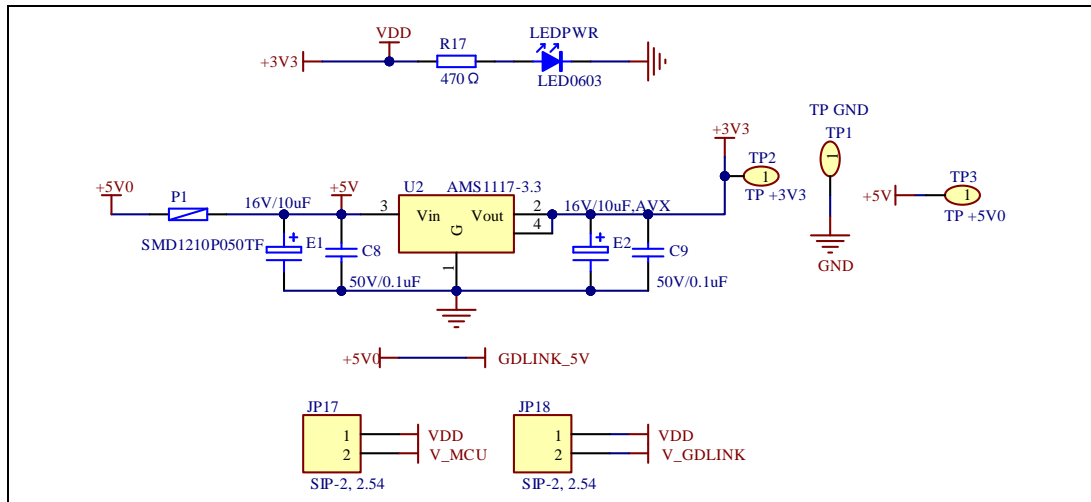 VDD
LEDPWR
+3V3
R17
470Ω
LED0603
+5V0
P1
SMD1210P050TF
16V/10uF
+5V
E1
C8
50V/0.1uF
U2
AMS1117-3.3
3
Vin
Vout
G
1
2
4
16V/10uF,AVX
E2
C9
50V/0.1uF
+3V3
TP2
1
TP +3V3
TP GND
TP1
1
GND
+5V
TP3
1
TP +5V0
+5V0
GDLINK_5V
JP17
1
VDD
2
V_MCU
SIP-2, 2.54
JP18
1
VDD
2
V_GDLINK
SIP-2, 2.54